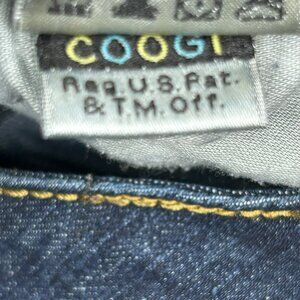 COOGI
Reg. U.S. Pat.
& T.M. Off.